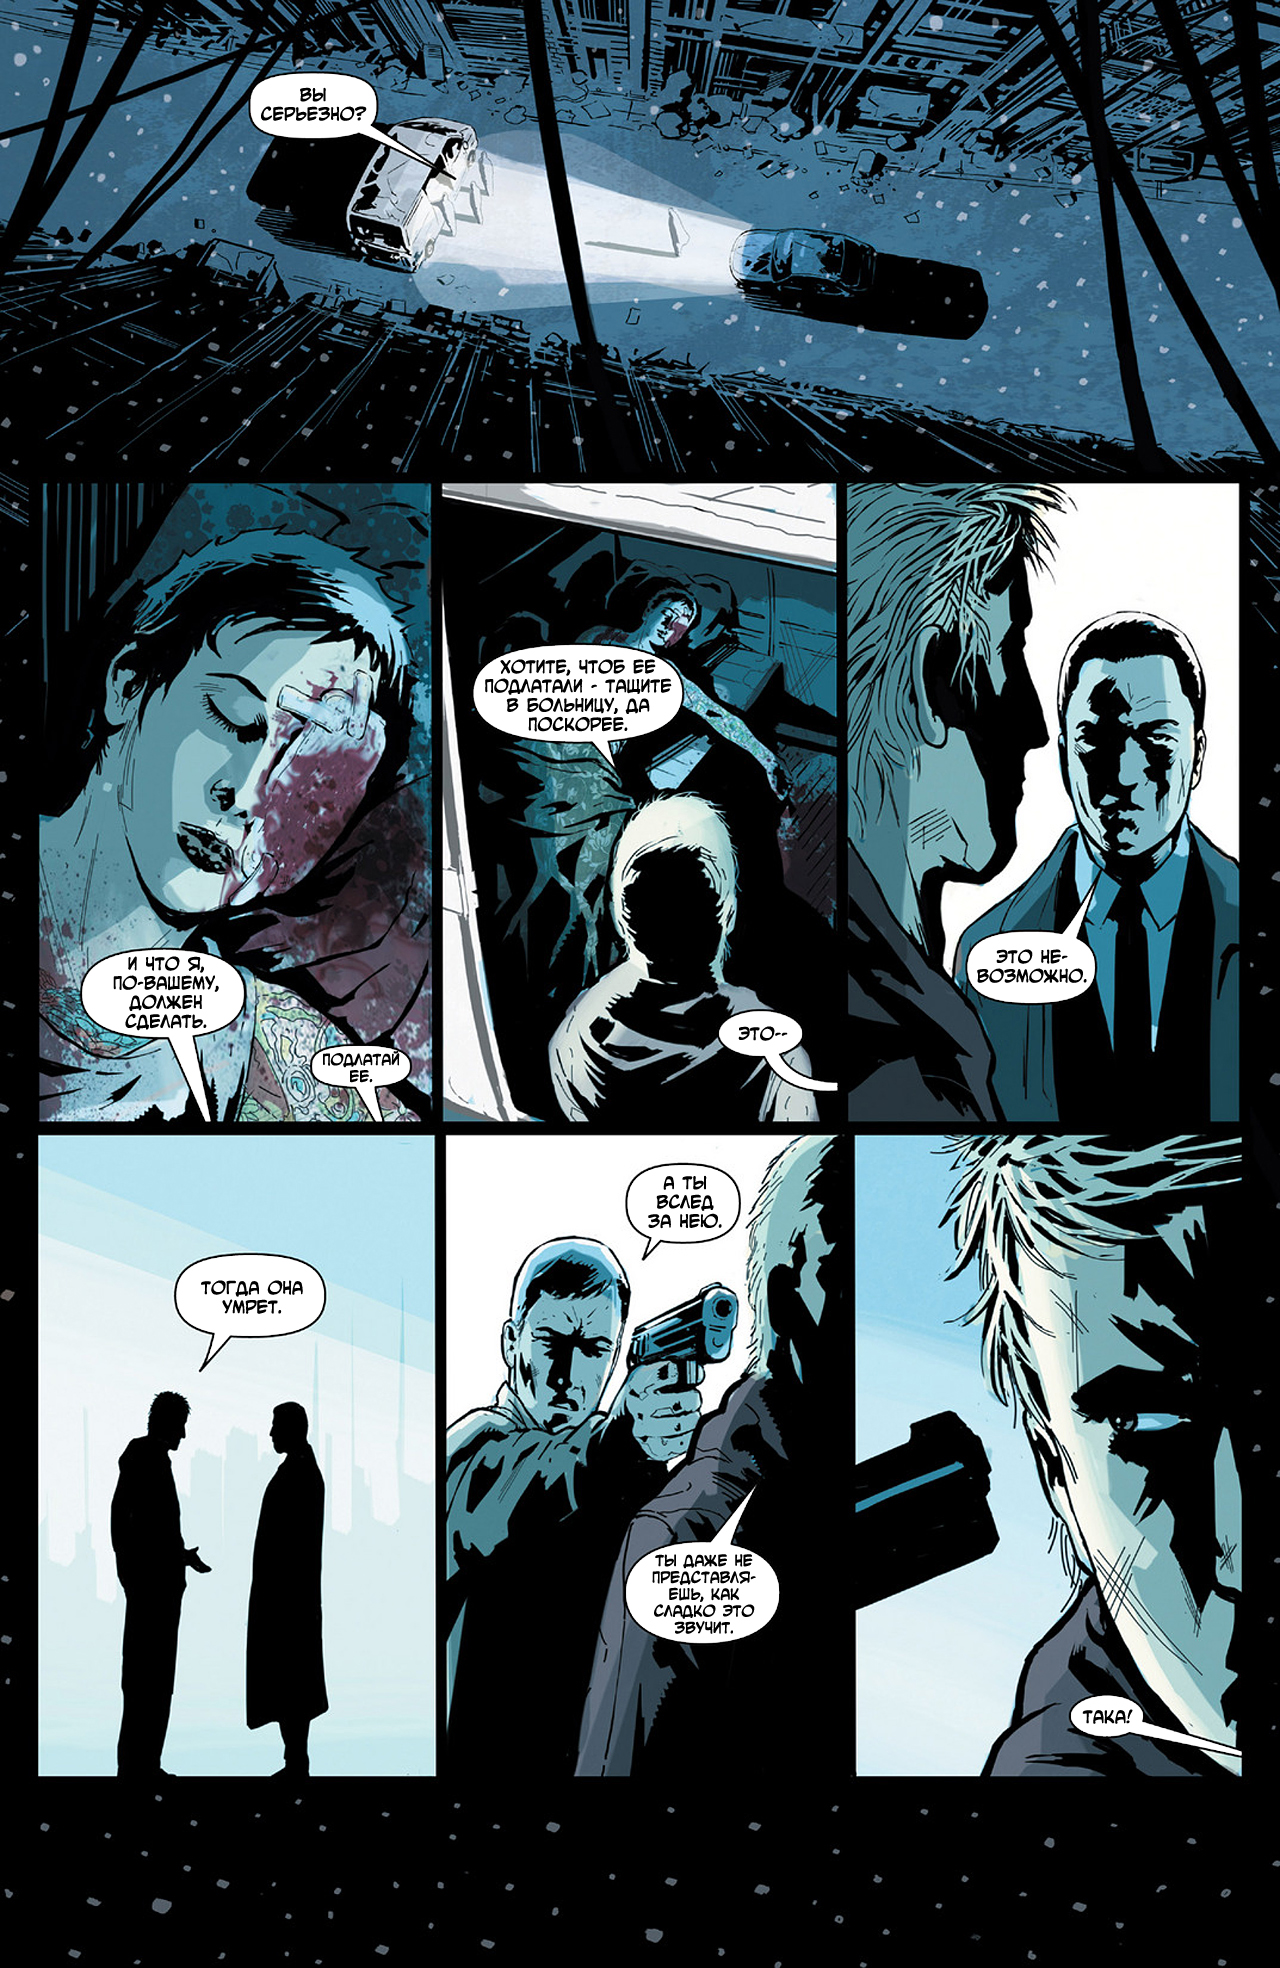 ВЫ
СЕРЬЕЗНО?
И ЧТО Я,
ПО-ВАШЕМУ,
ДОЛЖЕН
СДЕЛАТЬ.
ПОДЛАТАЙ
ЕЕ.
ХОТИТЕ, ЧТОБ ЕЕ
ПОДЛАТАЛИ - ТАЩИТЕ
В БОЛЬНИЦУ, ДА
ПОСКОРЕЕ.
ЭТО--
ЭТО НЕ-
ВОЗМОЖНО.
ТОГДА ОНА
УМРЕТ.
А ТЫ
ВСЛЕД
ЗА НЕЮ.
ТЫ ДАЖЕ НЕ
ПРЕДСТАВЛЯ-
ЕШЬ, КАК
СЛАДКО ЭТО
ЗВУЧИТ.
ТАКА!